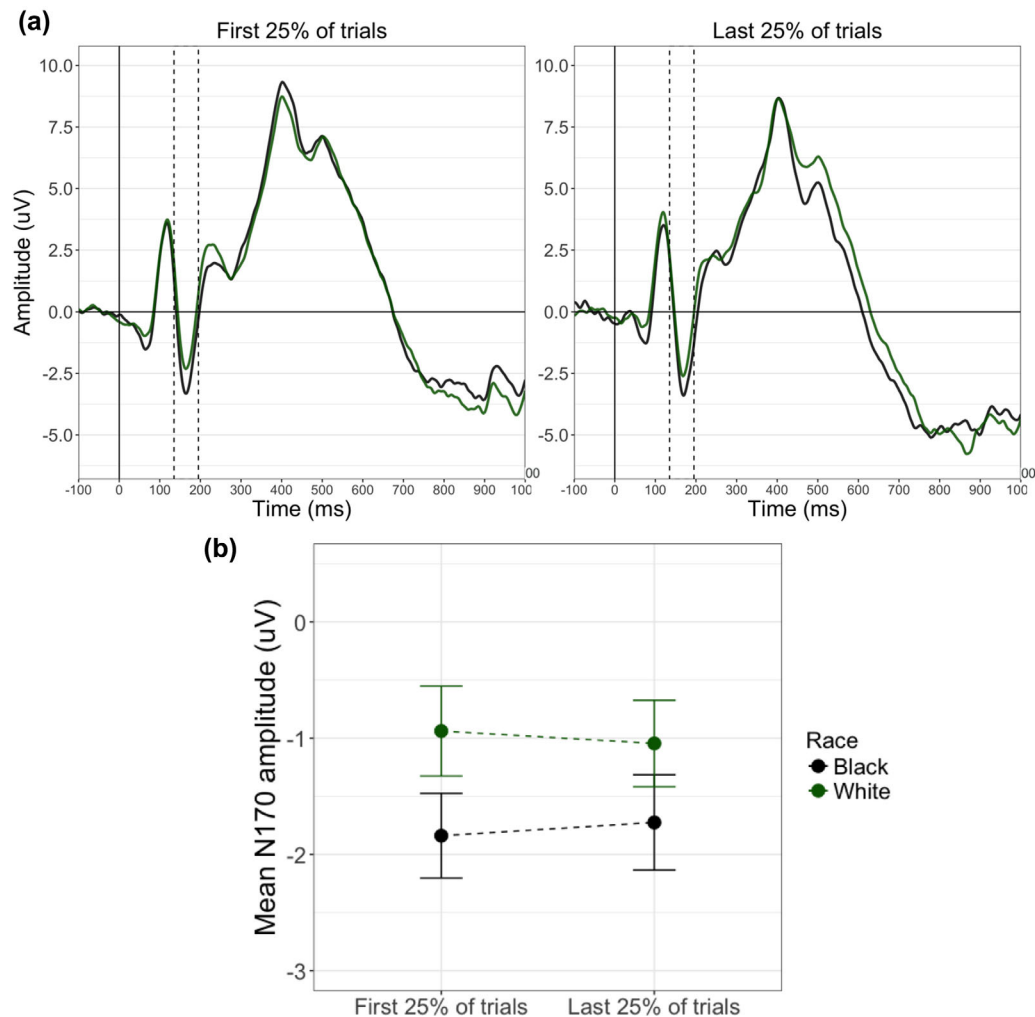 (a)
First 25% of trials
Last 25% of trials
Amplitude (uV)
10.0
7.5
5.0
2.5
0.0
-2.5
-5.0
-100 0 100 200 300 400 500 600 700 800 900 1000
00
Time (ms)
10.0
7.5
5.0
2.5
0.0
-2.5
-5.0
-100 0 100 200 300 400 500 600 700 800 900 1000
00
Time (ms)
(b)
Mean N170 amplitude (uV)
0
-1
-2
-3
First 25% of trials Last 25% of trials
Race
Black
White